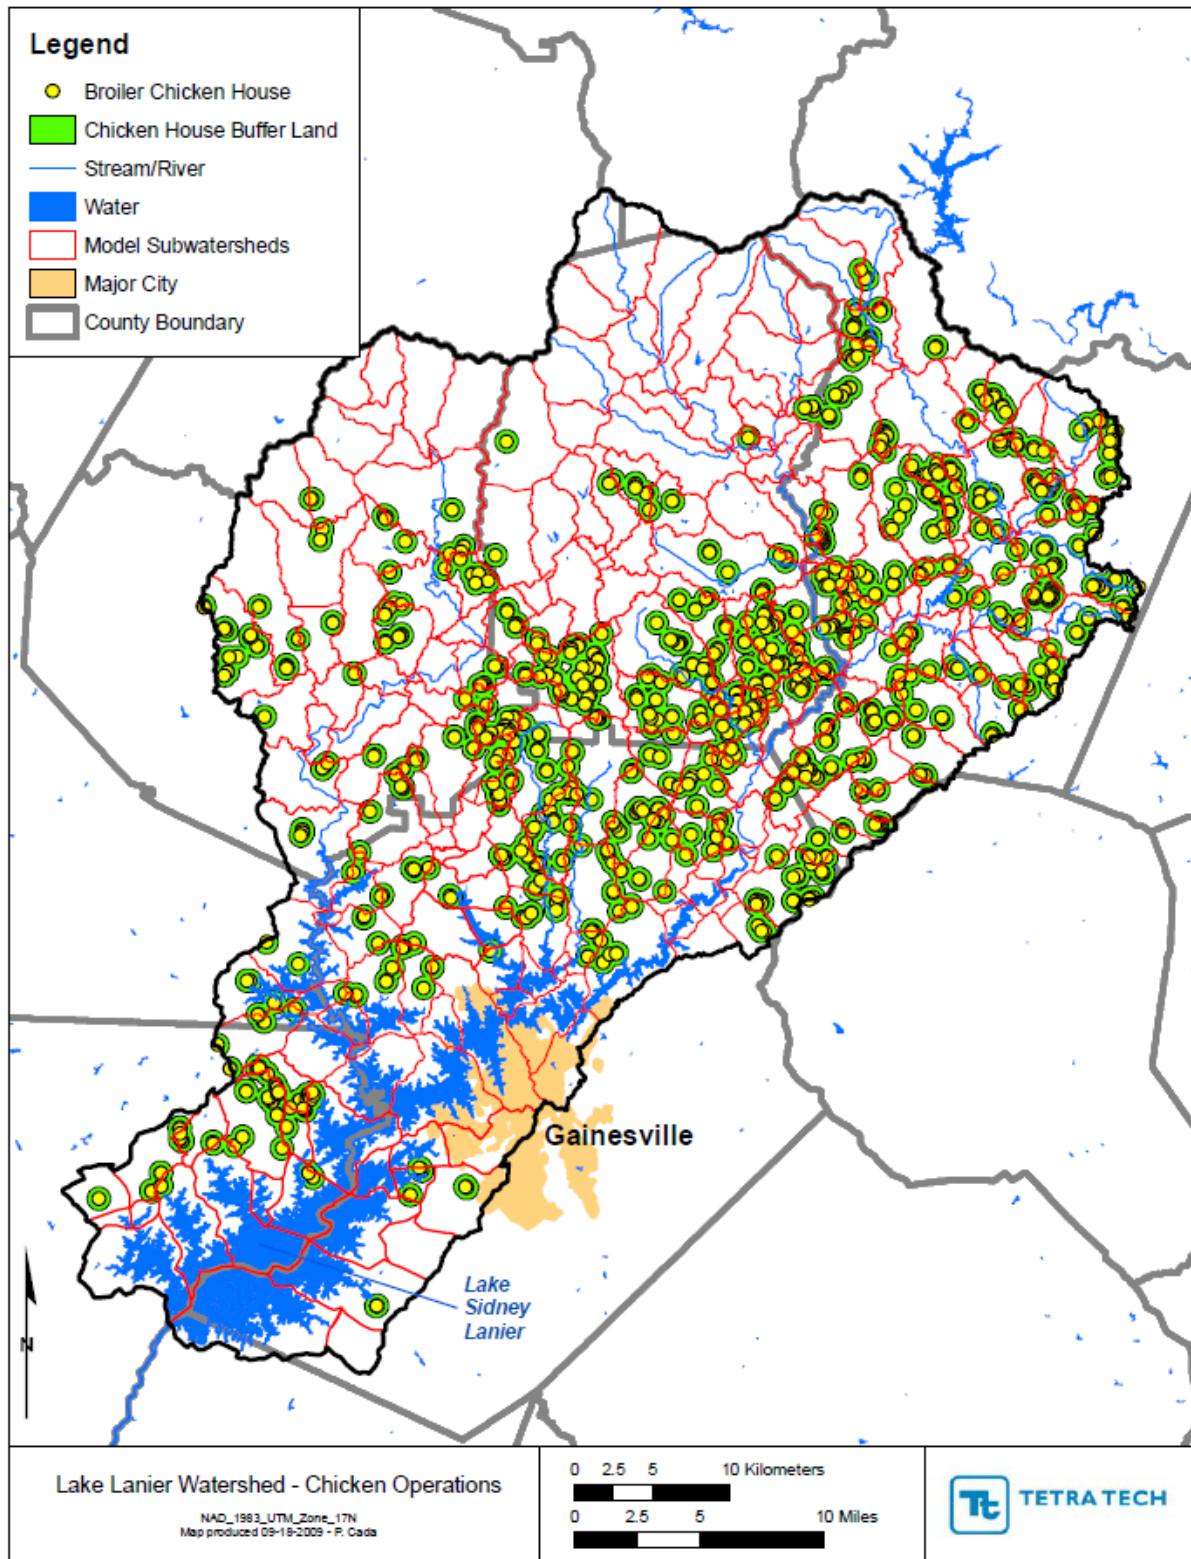 Legend
Broiler Chicken House
Chicken House Buffer Land
Stream/River
Water
Model Subwatersheds
Major City
County Boundary
Gainesville
Lake
Sidney
Lanier
N
Lake Lanier Watershed - Chicken Operations
NAD_1983_UTM_Zone_17N
Map produced 09-18-2009 - P. Cada
0 2.5 5 10 Kilometers
0 2.5 5 10 Miles
Tt TETRA TECH